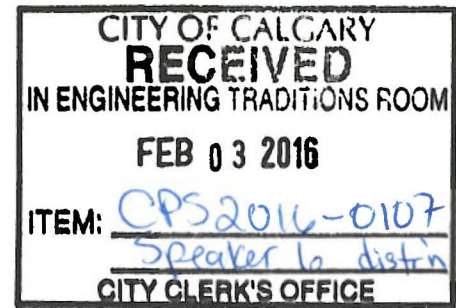 CITY OF CALGARY
RECEIVED
IN ENGINEERING TRADITIONS ROOM
FEB 03 2016
ITEM: CPS2016-0107
Speaker 6 distr'n
CITY CLERK'S OFFICE